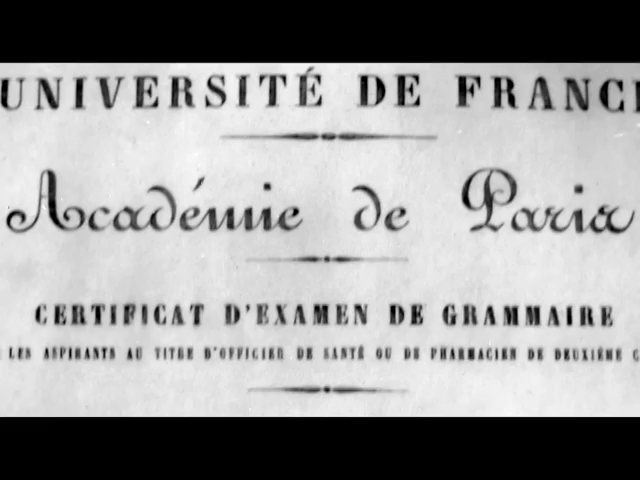 UNIVERSITÉ DE FRANC
Académie de Paris
CERTIFICAT D'EXAMEN DE GRAMMAIRE
LES ASPIRANTS AU TITRE D'OFFICIER DE SANTÉ OU DE PHARMACIEN DE DEUXIÈME C